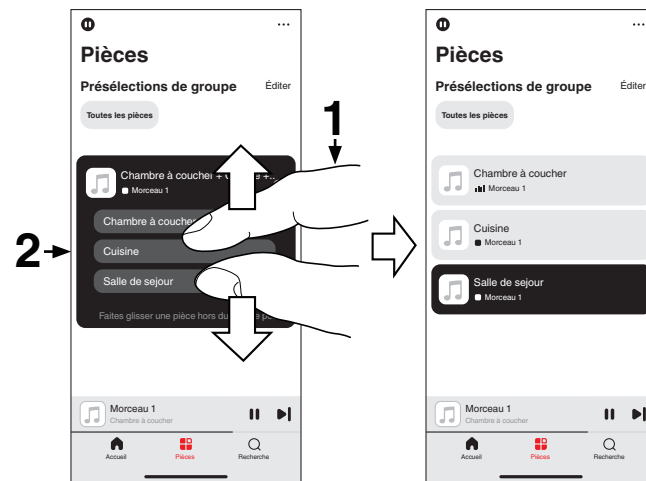 Pièces
Présélections de groupe Éditer
Toutes les pièces
1
Chambre à coucher + +...
Morceau 1
Chambre à coucher
2
Cuisine
Salle de sejour
Faites glisser une pièce hors du
Morceau 1
Chambre à coucher
Accueil Pièces Recherche
Pièces
Présélections de groupe Éditer
Toutes les pièces
Chambre à coucher
Morceau 1
Cuisine
Morceau 1
Salle de sejour
Morceau 1
Morceau 1
Chambre à coucher
Accueil Pièces Recherche